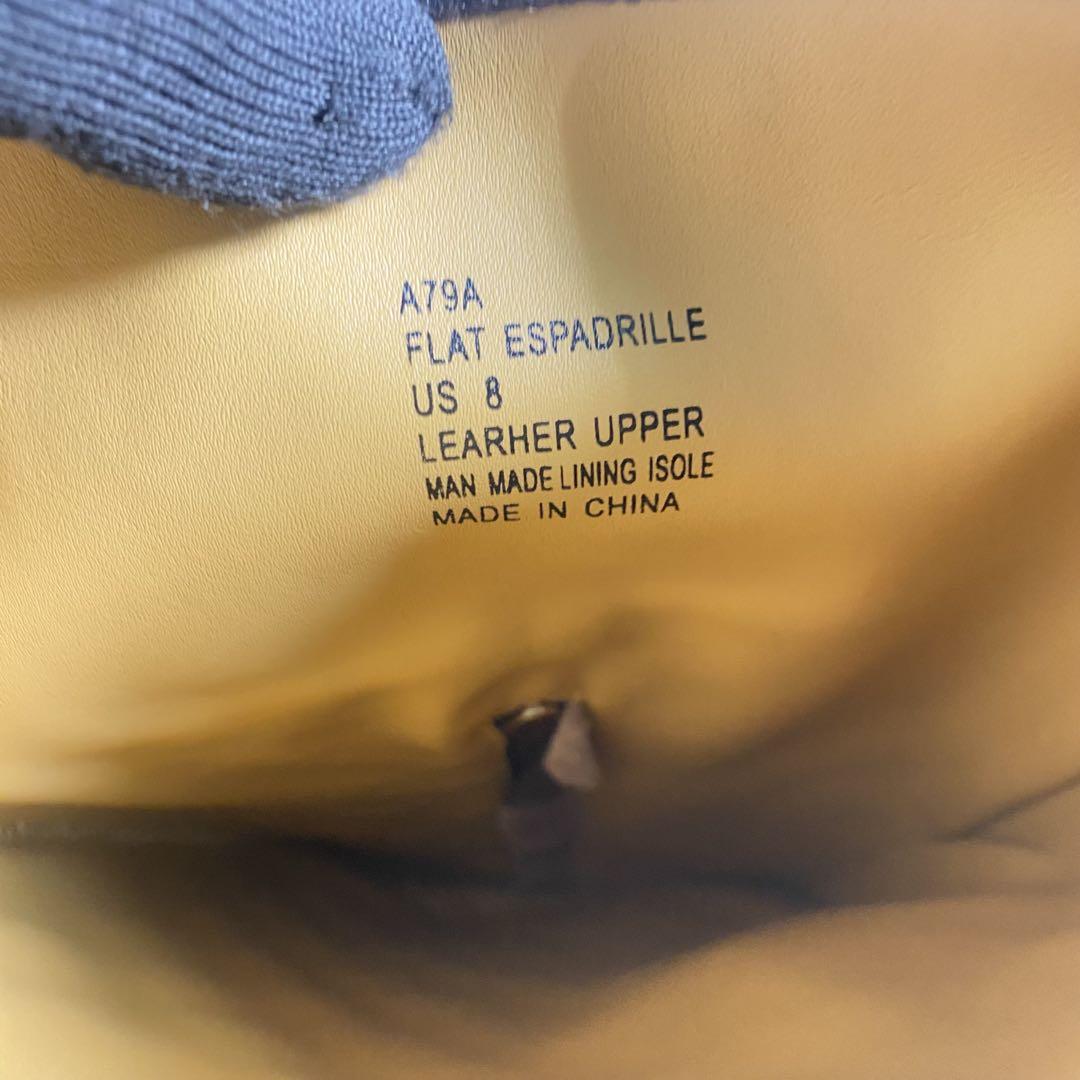 A79A
FLAT ESPADRILLE
US 8
LEARHER UPPER
MAN MADE LINING ISOLE
MADE IN CHINA